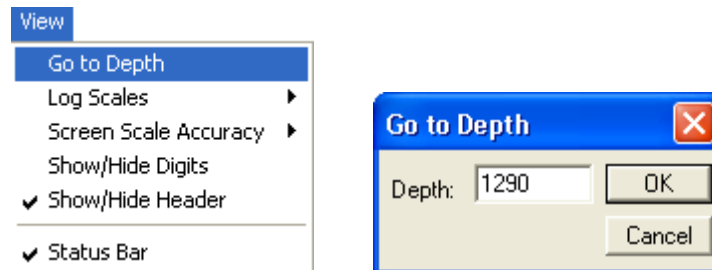 View
Go to Depth
Log Scales
Screen Scale Accuracy
Show/Hide Digits
Show/Hide Header
Status Bar
Go to Depth
Depth: 1290 OK
Cancel